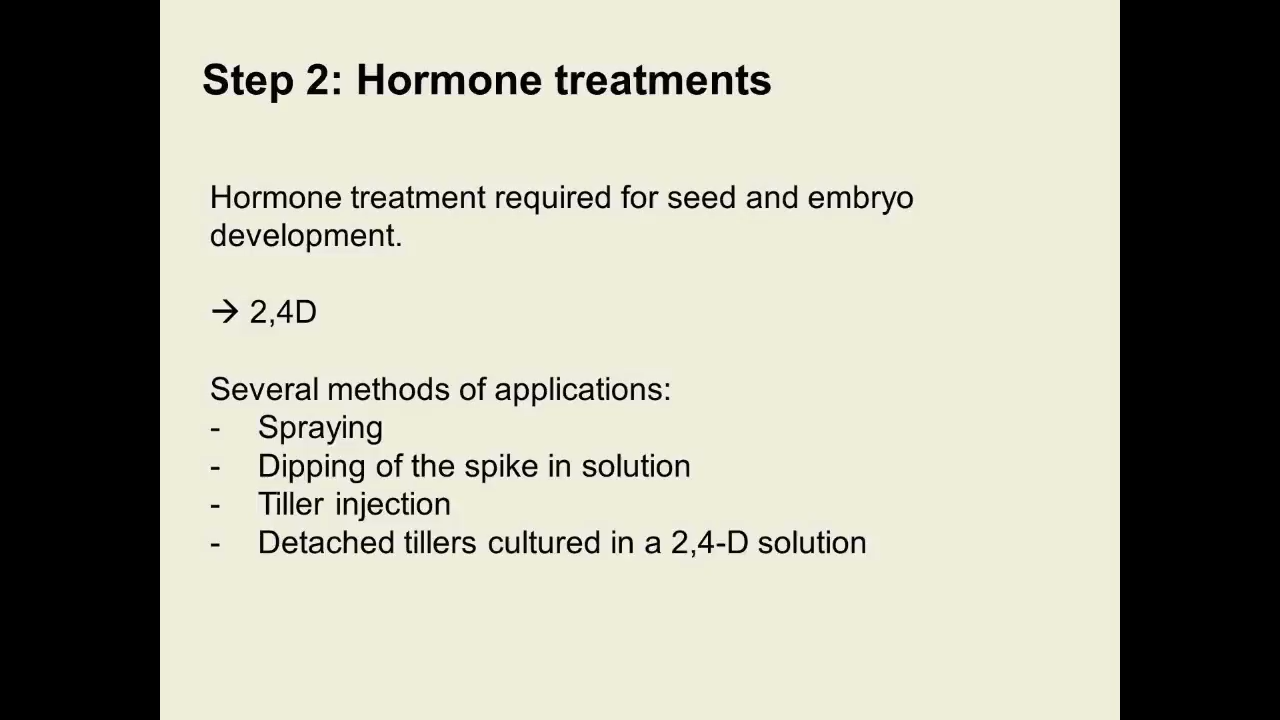 Step 2: Hormone treatments
Hormone treatment required for seed and embryo
development.
→ 2,4D
Several methods of applications:
- Spraying
- Dipping of the spike in solution
- Tiller injection
- Detached tillers cultured in a 2,4-D solution